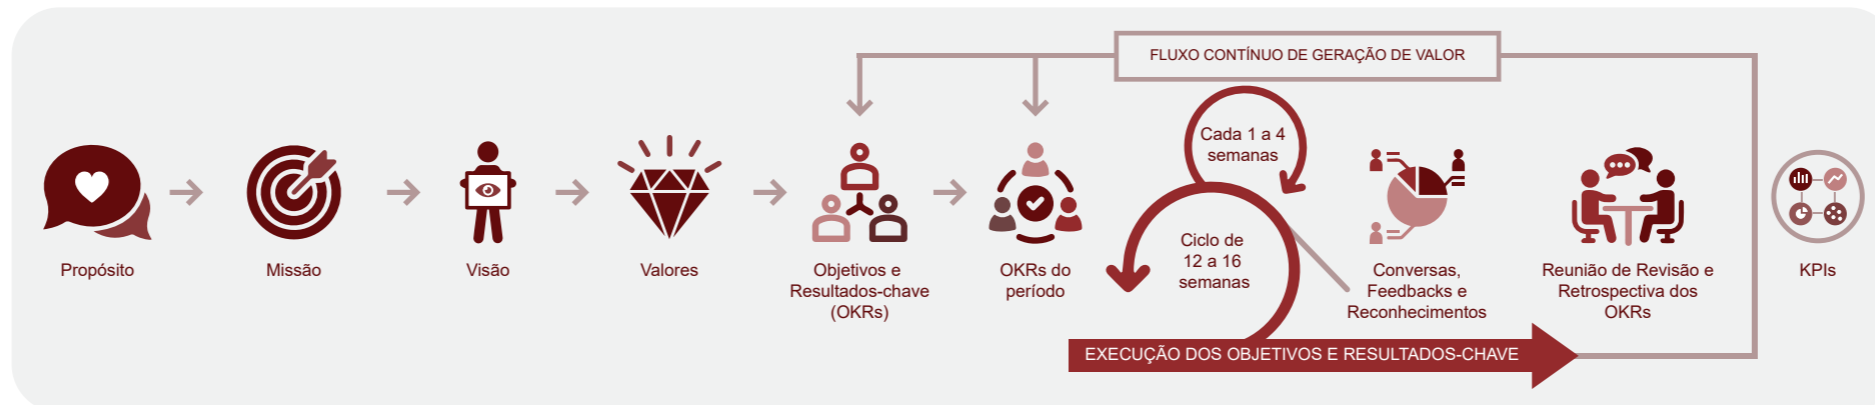 FLUXO CONTÍNUO DE GERAÇÃO DE VALOR
Propósito
Missão
Visão
Valores
Objetivos e
Resultados-chave
(OKRs)
OKRs do
período
Cada 1 a 4
semanas
Ciclo de
12 a 16
semanas
Conversas,
Feedbacks e
Reconhecimentos
Reunião de Revisão e
Retrospectiva dos
OKRs
KPIs
EXECUÇÃO DOS OBJETIVOS E RESULTADOS-CHAVE